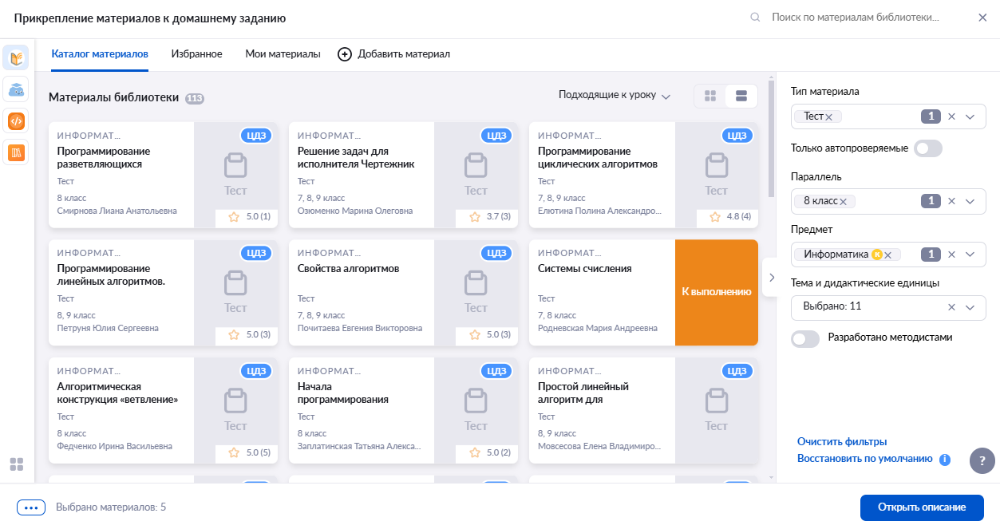 Прикрепление материалов к домашнему заданию
Поиск по материалам библиотеки...
Каталог материалов
Избранное
Мои материалы
Добавить материал
Материалы библиотеки 113
Подходящие к уроку
ИНФОРМАТ...
Программирование
разветвляющихся
Тест
8 класс
Смирнова Лиана Анатольевна
ЦДЗ
Тест
5.0 (1)
ИНФОРМАТ...
Решение задач для
исполнителя Чертежник
Тест
7, 8, 9 класс
Озюменко Марина Олеговна
ЦДЗ
Тест
3.7 (3)
ИНФОРМАТ...
Программирование
циклических алгоритмов
Тест
7, 8, 9 класс
Елютина Полина Александро...
ЦДЗ
Тест
4.8 (4)
ИНФОРМАТ...
Программирование
линейных алгоритмов.
Тест
8, 9 класс
Петруня Юлия Сергеевна
ЦДЗ
Тест
5.0 (3)
ИНФОРМАТ...
Свойства алгоритмов
Тест
7, 8, 9 класс
Почитаева Евгения Викторовна
ЦДЗ
Тест
5.0 (3)
ИНФОРМАТ...
Системы счисления
Тест
7, 8 класс
Родневская Мария Андреевна
К выполнению
ИНФОРМАТ...
Алгоритмическая
конструкция «ветвление»
Тест
8 класс
Федченко Ирина Васильевна
ЦДЗ
Тест
5.0 (5)
ИНФОРМАТ...
Начала
программирования
Тест
8 класс
Заплатинская Татьяна Алекса...
ЦДЗ
Тест
5.0 (2)
ИНФОРМАТ...
Простой линейный
алгоритм для
Тест
8, 9 класс
Мовсесова Елена Владимиро...
ЦДЗ
Тест
Тип материала
Тест 1
Только автопроверяемые
Параллель
8 класс 1
Предмет
Информатика 1
Тема и дидактические единицы
Выбрано: 11
Разработано методистами
Очистить фильтры
Восстановить по умолчанию i
?
Выбрано материалов: 5
Открыть описание